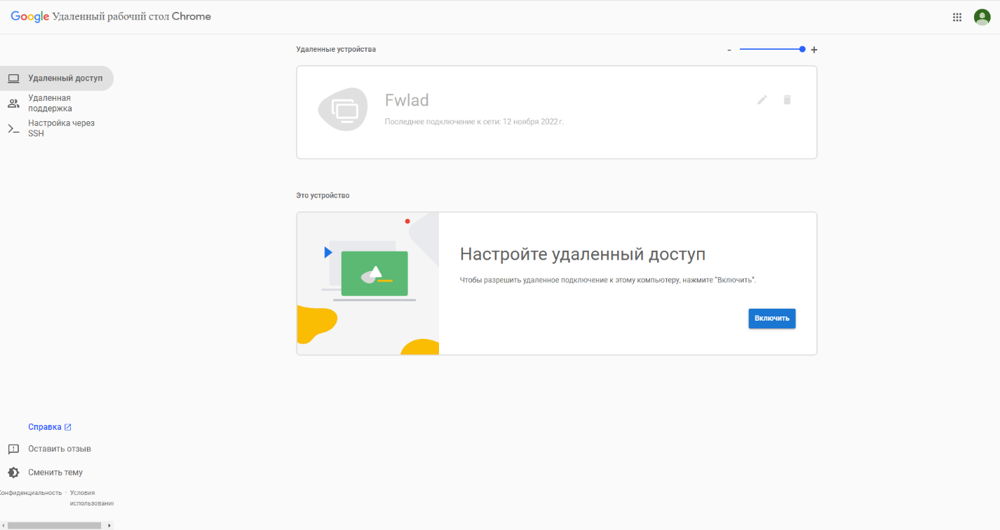 Google Удаленный рабочий стол Chrome
Удаленные устройства
- +
Удаленный доступ
Удаленная
поддержка
Настройка через
SSH
Fwlad
Последнее подключение к сети: 12 ноября 2022 г.
Это устройство
Настройте удаленный доступ
Чтобы разрешить удаленное подключение к этому компьютеру, нажмите “Включить”.
Включить
Справка
Оставить отзыв
Сменить тему
Конфиденциальность · Условия
использования